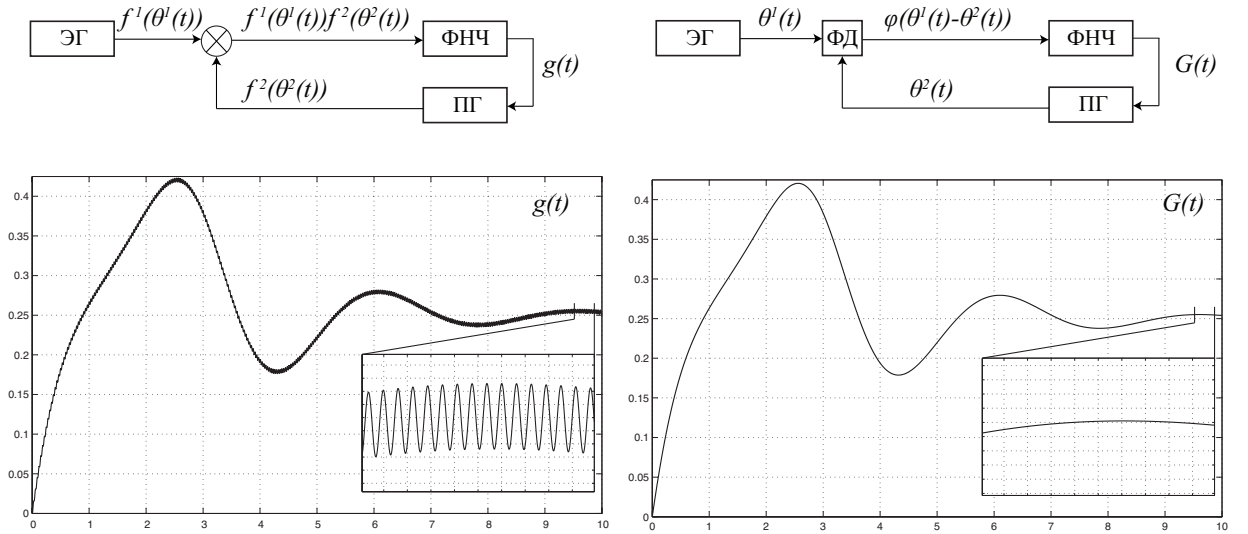 f¹(θ¹(t))
f¹(θ¹(t))f²(θ²(t))
ЭГ
ФНЧ
g(t)
f²(θ²(t))
ПГ
θ¹(t)
φ(θ¹(t)-θ²(t))
ЭГ
ФД
ФНЧ
G(t)
θ²(t)
ПГ
g(t)
0.4
0.35
0.3
0.25
0.2
0.15
0.1
0.05
0
0 1 2 3 4 5 6 7 8 9 10
G(t)
0.4
0.35
0.3
0.25
0.2
0.15
0.1
0.05
0
0 1 2 3 4 5 6 7 8 9 10